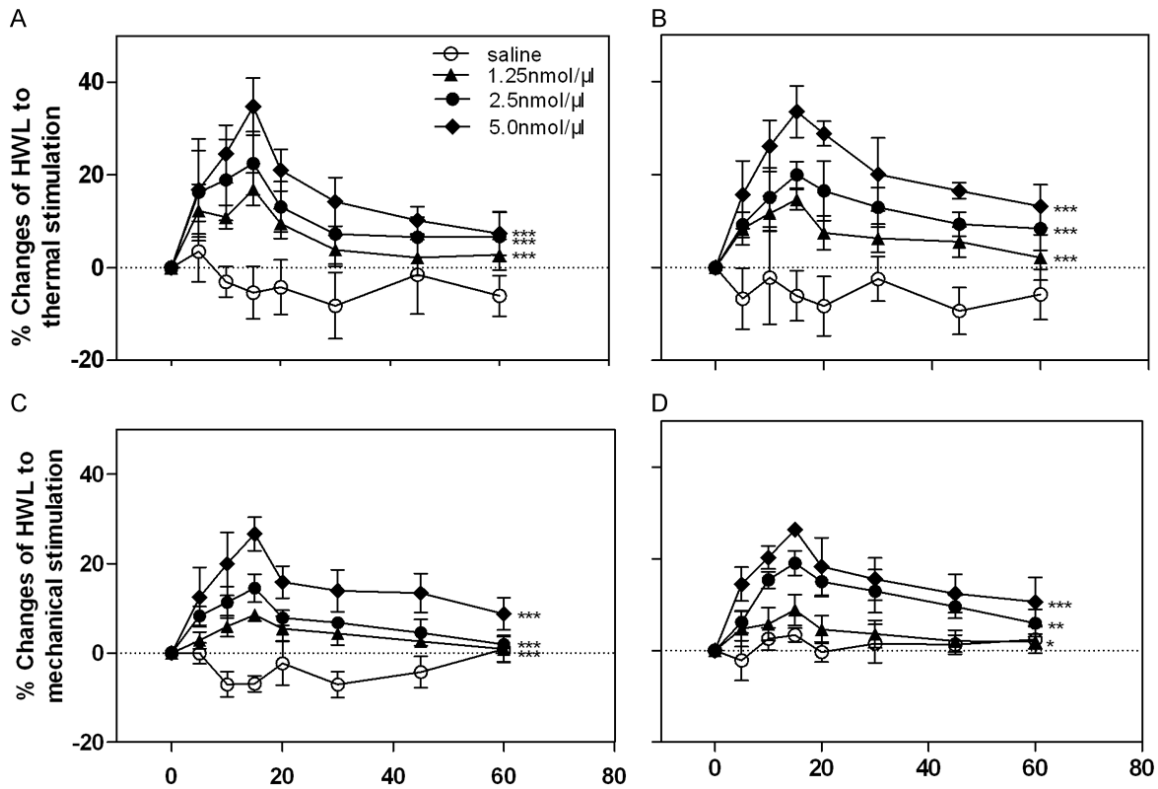 A
B
saline
1.25nmol/µl
2.5nmol/µl
5.0nmol/µl
% Changes of HWL to
thermal stimulation
40
20
0
-20
***
***
***
***
***
***
C
D
% Changes of HWL to
mechanical stimulation
40
20
0
-20
***
***
***
***
**
*
0 20 40 60 80
0 20 40 60 80